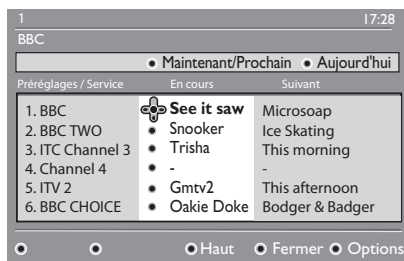 1 17:28
BBC
Maintenant/Prochain Aujourd'hui
Préréglages / Service En cours Suivant
1. BBC See it saw Microsoap
2. BBC TWO Snooker Ice Skating
3. ITC Channel 3 Trisha This morning
4. Channel 4 - -
5. ITV 2 Gmtv2 This afternoon
6. BBC CHOICE Oakie Doke Bodger & Badger
Haut Fermer Options